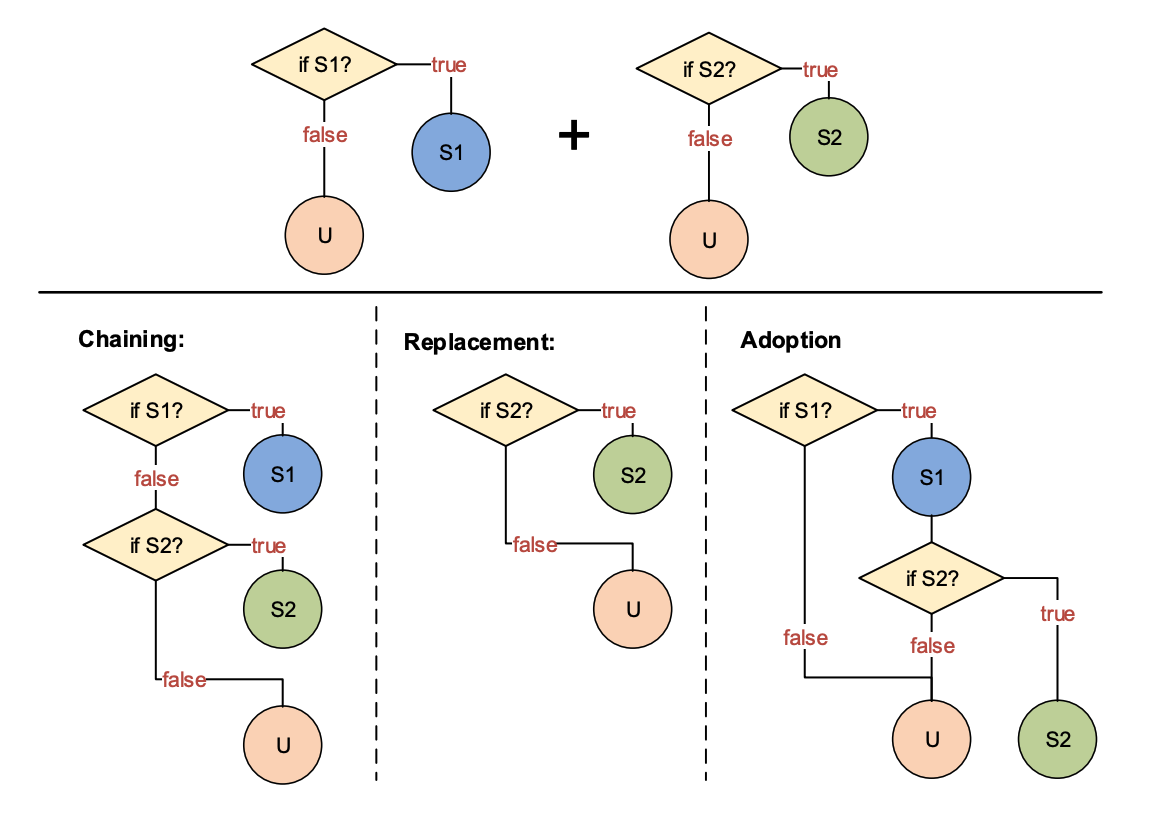 if S1?
true
false
S1
U
+
if S2?
true
false
S2
U
Chaining:
if S1?
true
S1
false
if S2?
true
S2
false
U
Replacement:
if S2?
true
S2
false
U
Adoption
if S1?
true
S1
if S2?
true
false
false
U
S2